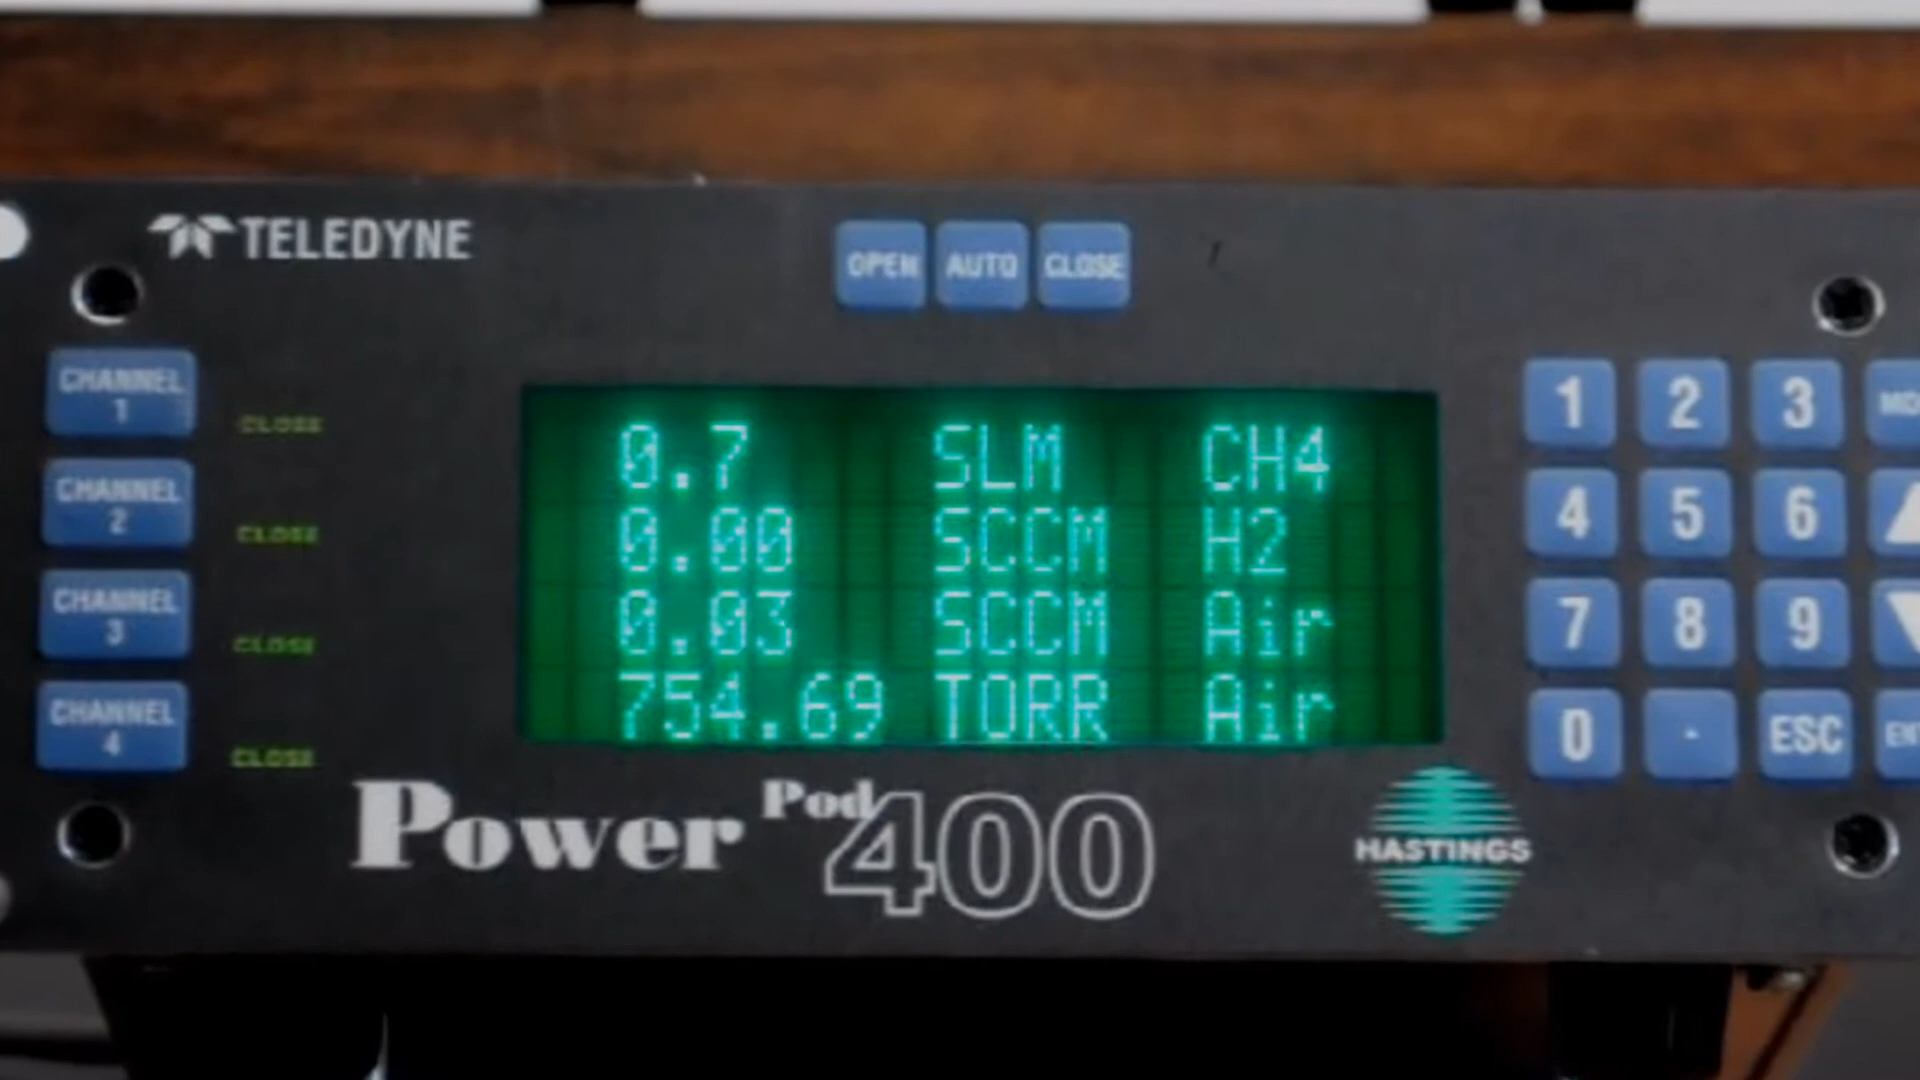 TELEDYNE
OPEN AUTO CLOSE
CHANNEL
1
CLOSE
CHANNEL
2
CLOSE
CHANNEL
3
CLOSE
CHANNEL
4
CLOSE
0.7 SLM CH4
0.00 SCCM H2
0.03 SCCM Air
754.69 TORR Air
1 2 3
4 5 6
7 8 9
0 . ESC
Power Pod 400
HASTINGS